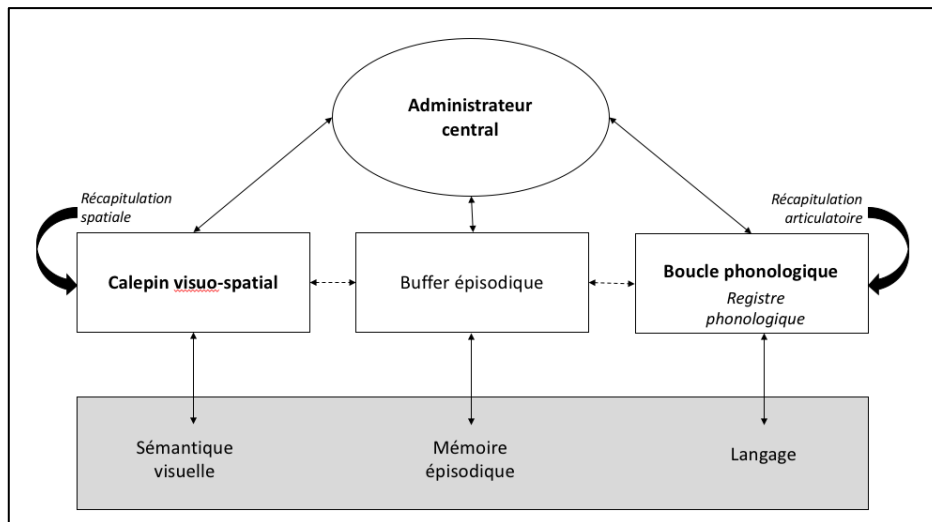 Administrateur
central
Récapitulation
spatiale
Récapitulation
articulatoire
Calepin visuo-spatial
Buffer épisodique
Boucle phonologique
Registre
phonologique
Sémantique
visuelle
Mémoire
épisodique
Langage